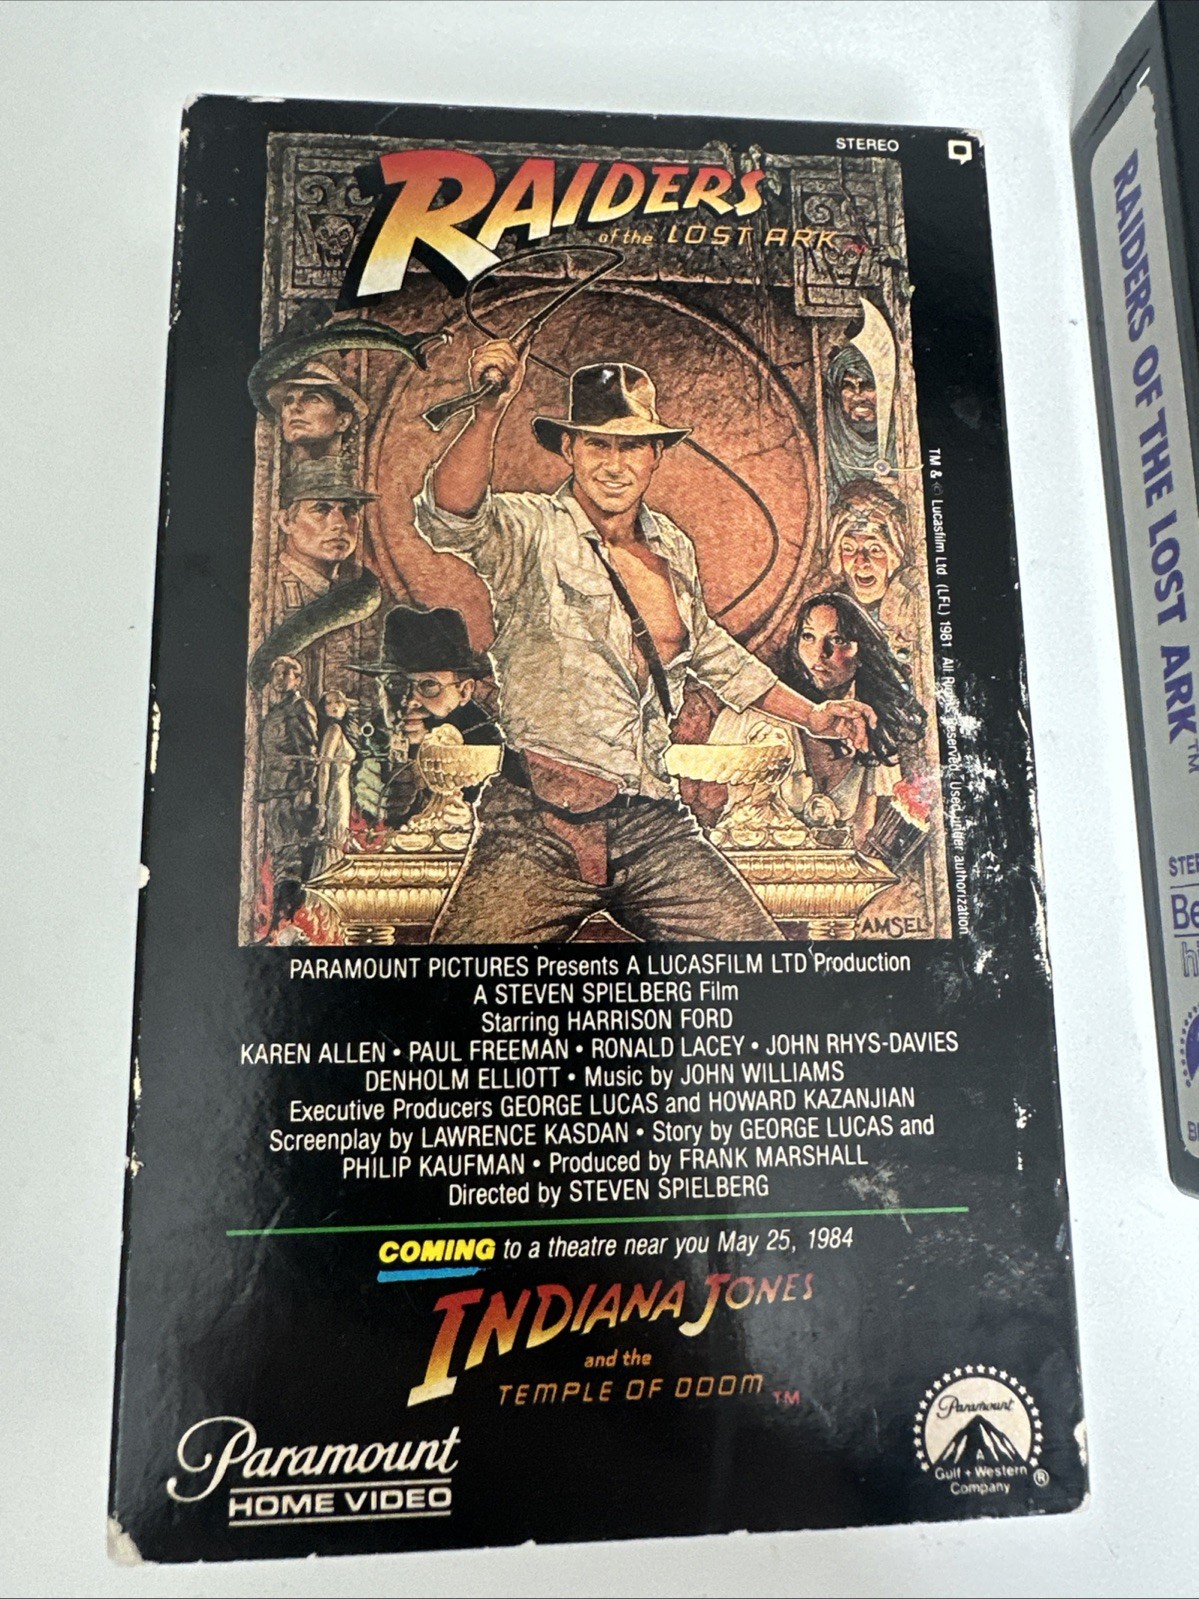 STEREO
RAIDERS
of the LOST ARK
TM & © Lucasfilm Ltd (LFL) 1981 All Rights Reserved. Used under authorization.
AMSEL
PARAMOUNT PICTURES Presents A LUCASFILM LTD Production
A STEVEN SPIELBERG Film
Starring HARRISON FORD
KAREN ALLEN • PAUL FREEMAN • RONALD LACEY • JOHN RHYS-DAVIES
DENHOLM ELLIOTT • Music by JOHN WILLIAMS
Executive Producers GEORGE LUCAS and HOWARD KAZANJIAN
Screenplay by LAWRENCE KASDAN • Story by GEORGE LUCAS and
PHILIP KAUFMAN • Produced by FRANK MARSHALL
Directed by STEVEN SPIELBERG
COMING to a theatre near you May 25, 1984
INDIANA JONES
and the
TEMPLE OF DOOM TM
Paramount
HOME VIDEO
Paramount
A
Gulf + Western
Company ®
RAIDERS OF THE LOST ARK TM